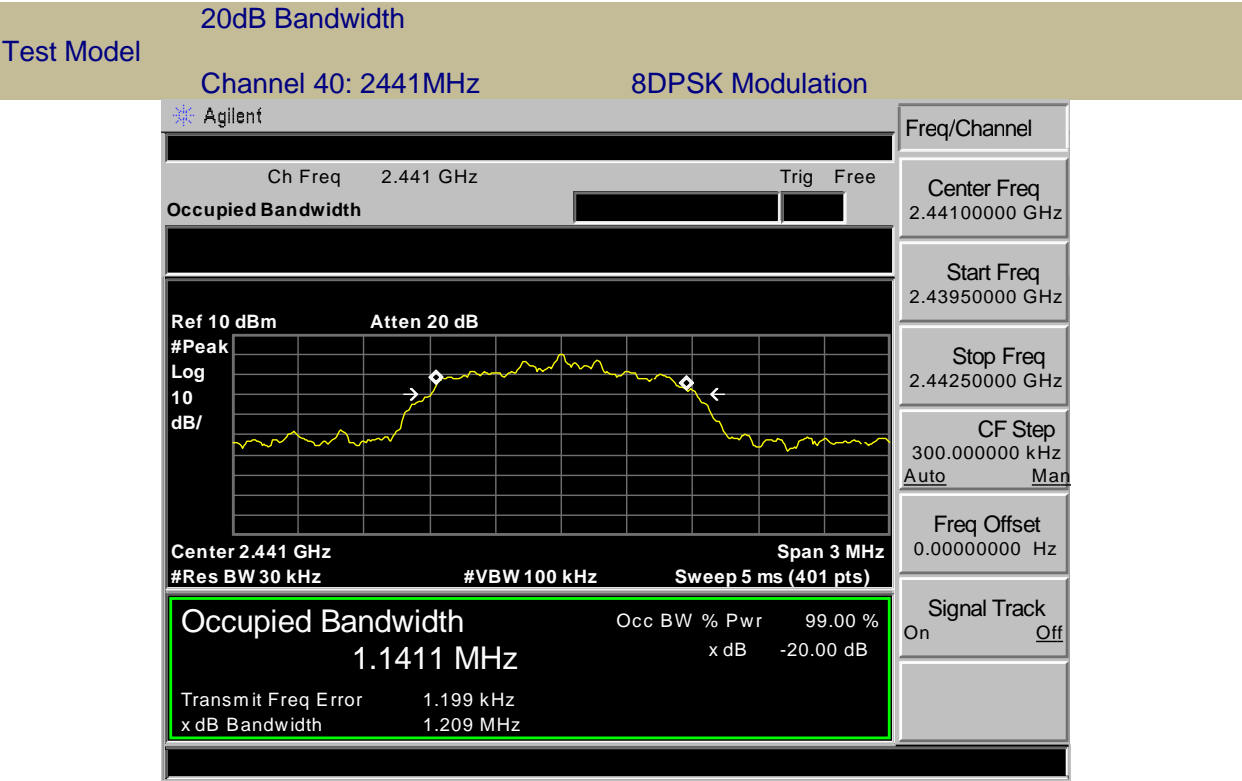 20dB Bandwidth
Test Model
Channel 40: 2441MHz 8DPSK Modulation
Agilent
Freq/Channel
Ch Freq 2.441 GHz Trig Free
Occupied Bandwidth
Center Freq
2.44100000 GHz
Start Freq
2.43950000 GHz
Stop Freq
2.44250000 GHz
CF Step
300.000000 kHz
Auto Man
Freq Offset
0.00000000 Hz
Signal Track
On Off
Ref 10 dBm Atten 20 dB
#Peak
Log
10
dB/
Center 2.441 GHz Span 3 MHz
#Res BW 30 kHz #VBW 100 kHz Sweep 5 ms (401 pts)
Occupied Bandwidth Occ BW % Pwr 99.00 %
1.1411 MHz x dB -20.00 dB
Transmit Freq Error 1.199 kHz
x dB Bandwidth 1.209 MHz